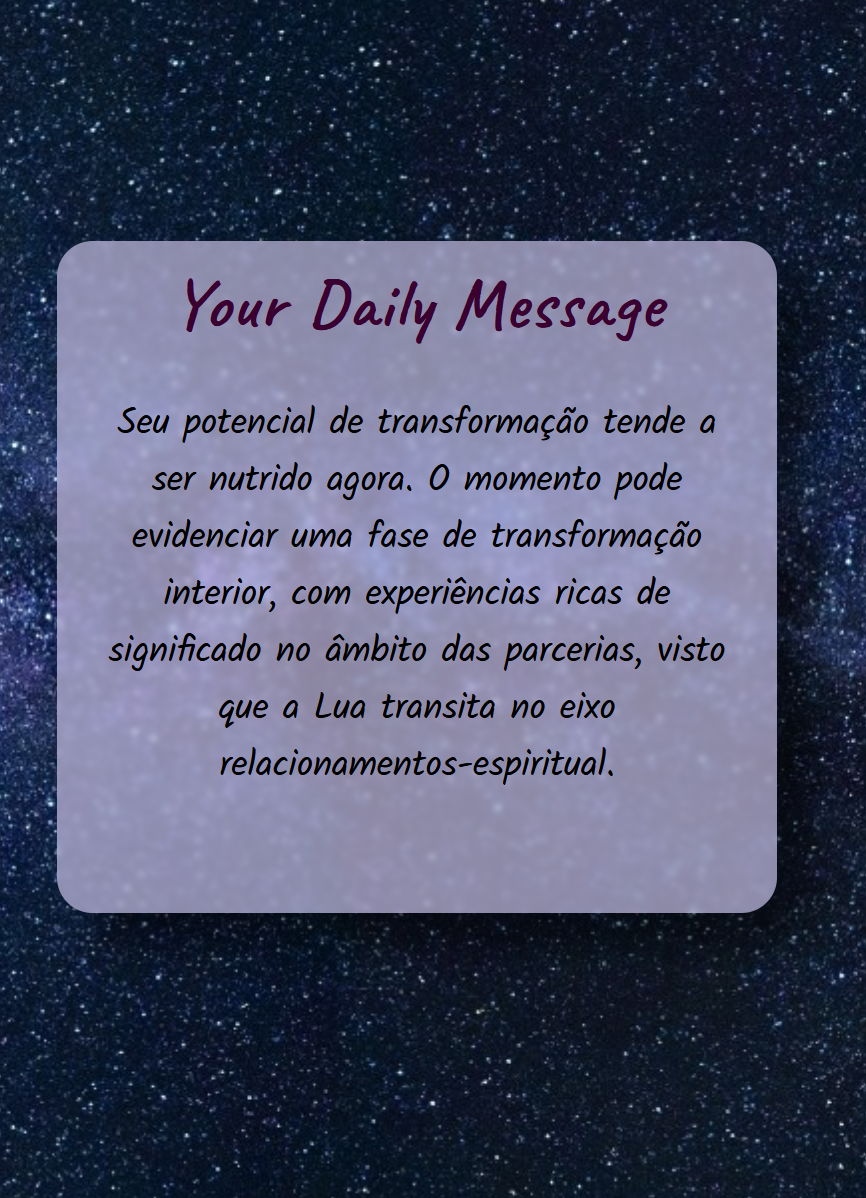 Your Daily Message
Seu potencial de transformação tende a
ser nutrido agora. O momento pode
evidenciar uma fase de transformação
interior, com experiências ricas de
significado no âmbito das parcerias, visto
que a Lua transita no eixo
relacionamentos-espiritual.